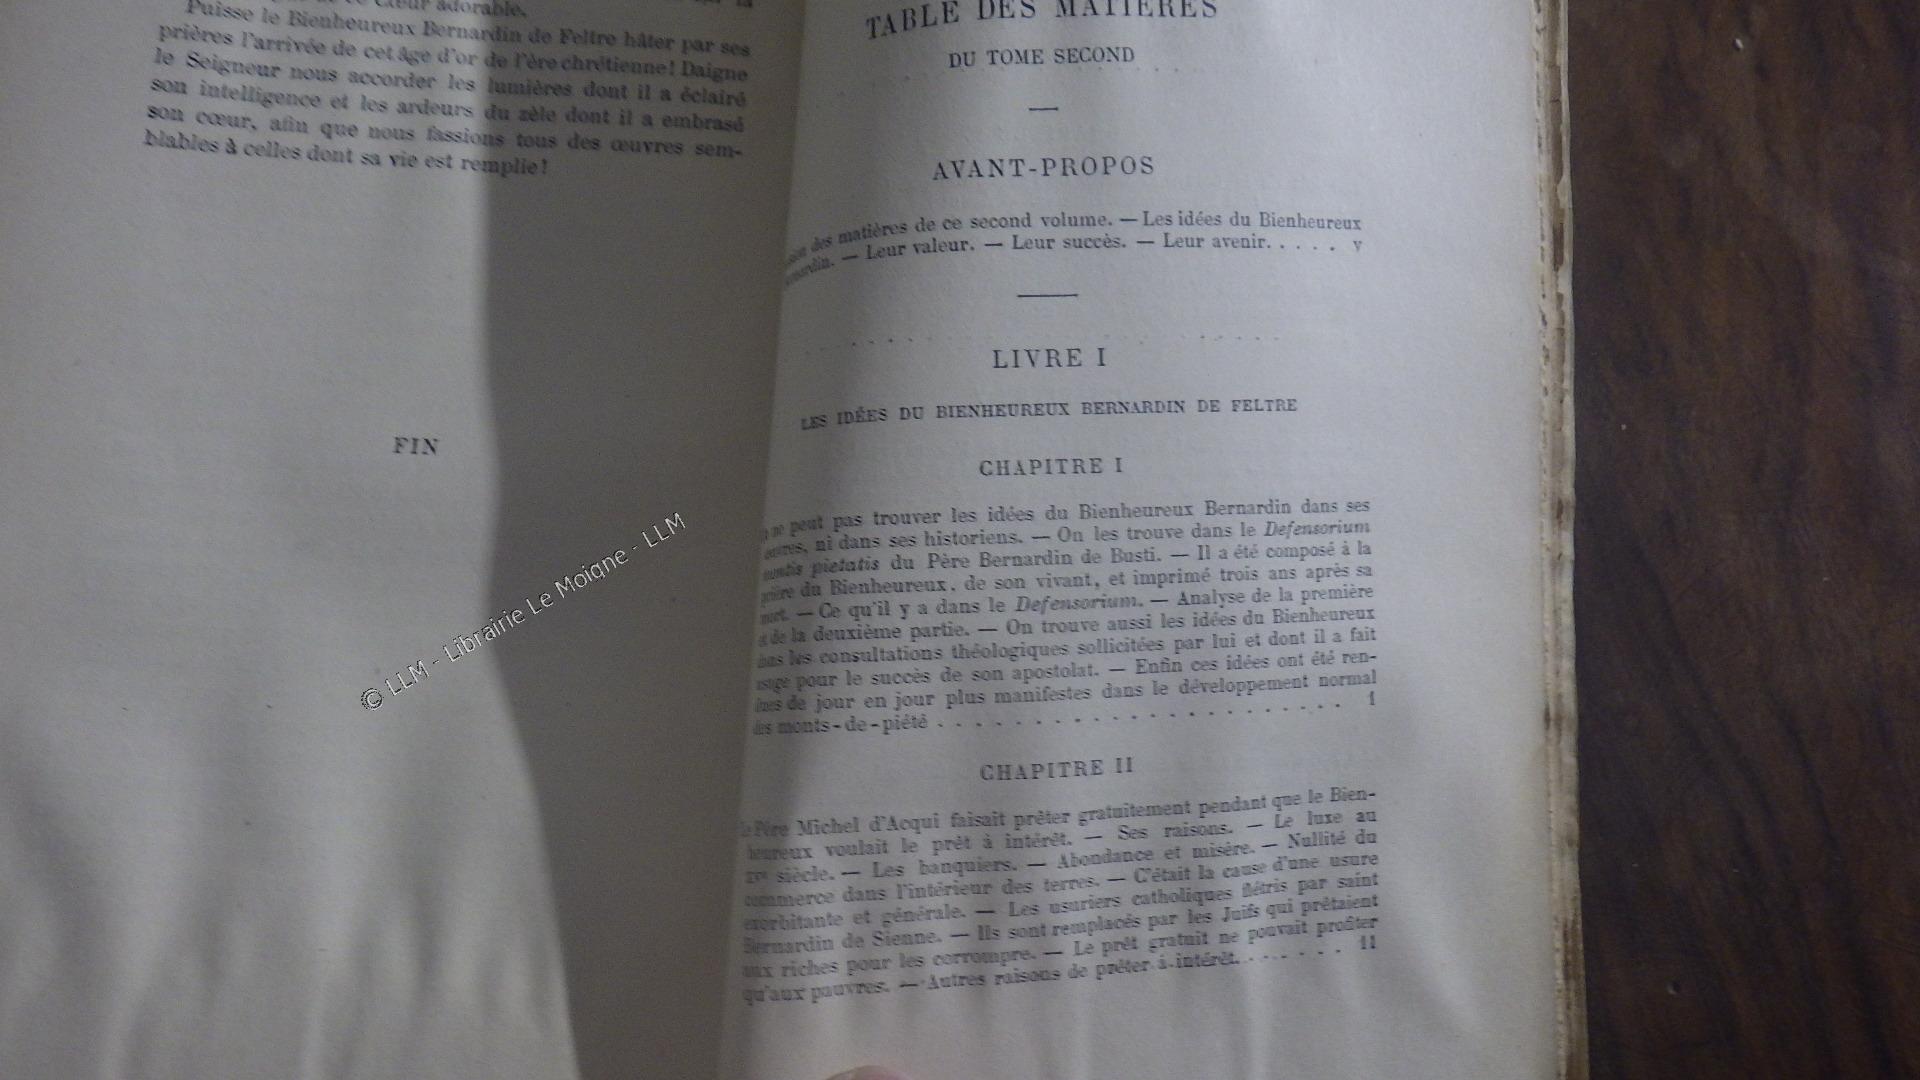 Cœur adorable.
Puisse le Bienheureux Bernardin de Feltre hâter par ses
prières l'arrivée de cet âge d'or de l'ère chrétienne! Daigne
le Seigneur nous accorder les lumières dont il a éclairé
son intelligence et les ardeurs du zèle dont il a embrasé
son cœur, afin que nous fassions tous des œuvres sem-
blables à celles dont sa vie est remplie!
FIN
© LLM - Librairie Le Moigne - LLM
TABLE DES MATIÈRES
DU TOME SECOND
AVANT-PROPOS
des matières de ce second volume. — Les idées du Bienheureux
— Leur valeur. — Leur succès. — Leur avenir. . . . . v
LIVRE I
LES IDÉES DU BIENHEUREUX BERNARDIN DE FELTRE
CHAPITRE I
ne peut pas trouver les idées du Bienheureux Bernardin dans ses
ni dans ses historiens. — On les trouve dans le Defensorium
montis pietatis du Père Bernardin de Busti. — Il a été composé à la
prière du Bienheureux, de son vivant, et imprimé trois ans après sa
mort. — Ce qu'il y a dans le Defensorium. — Analyse de la première
et de la deuxième partie. — On trouve aussi les idées du Bienheureux
dans les consultations théologiques sollicitées par lui et dont il a fait
usage pour le succès de son apostolat. — Enfin ces idées ont été ren-
dues de jour en jour plus manifestes dans le développement normal
des monts-de-piété . . . . . . . . . . . . . . . . . . . . 1
CHAPITRE II
Le Père Michel d'Acqui faisait prêter gratuitement pendant que le Bien-
heureux voulait le prêt à intérêt. — Ses raisons. — Le luxe au
XVe siècle. — Les banquiers. — Abondance et misère. — Nullité du
commerce dans l'intérieur des terres. — C'était la cause d'une usure
exorbitante et générale. — Les usuriers catholiques flétris par saint
Bernardin de Sienne. — Ils sont remplacés par les Juifs qui prêtaient
aux riches pour les corrompre. — Le prêt gratuit ne pouvait profiter
qu'aux pauvres. — Autres raisons de prêter à intérêt. . . . . . . 11